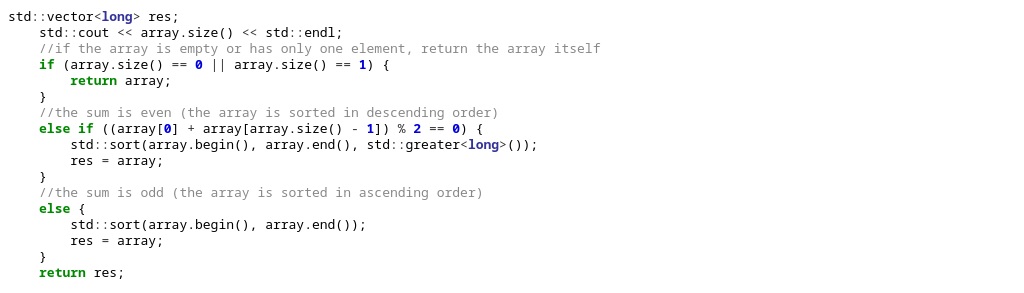 std::vector<long> res;
    std::cout << array.size() << std::endl;
    //if the array is empty or has only one element, return the array itself
    if (array.size() == 0 || array.size() == 1) {
        return array;
    }
    //the sum is even (the array is sorted in descending order)
    else if ((array[0] + array[array.size() - 1]) % 2 == 0) {
        std::sort(array.begin(), array.end(), std::greater<long>());
        res = array;
    }
    //the sum is odd (the array is sorted in ascending order)
    else {
        std::sort(array.begin(), array.end());
        res = array;
    }
    return res;